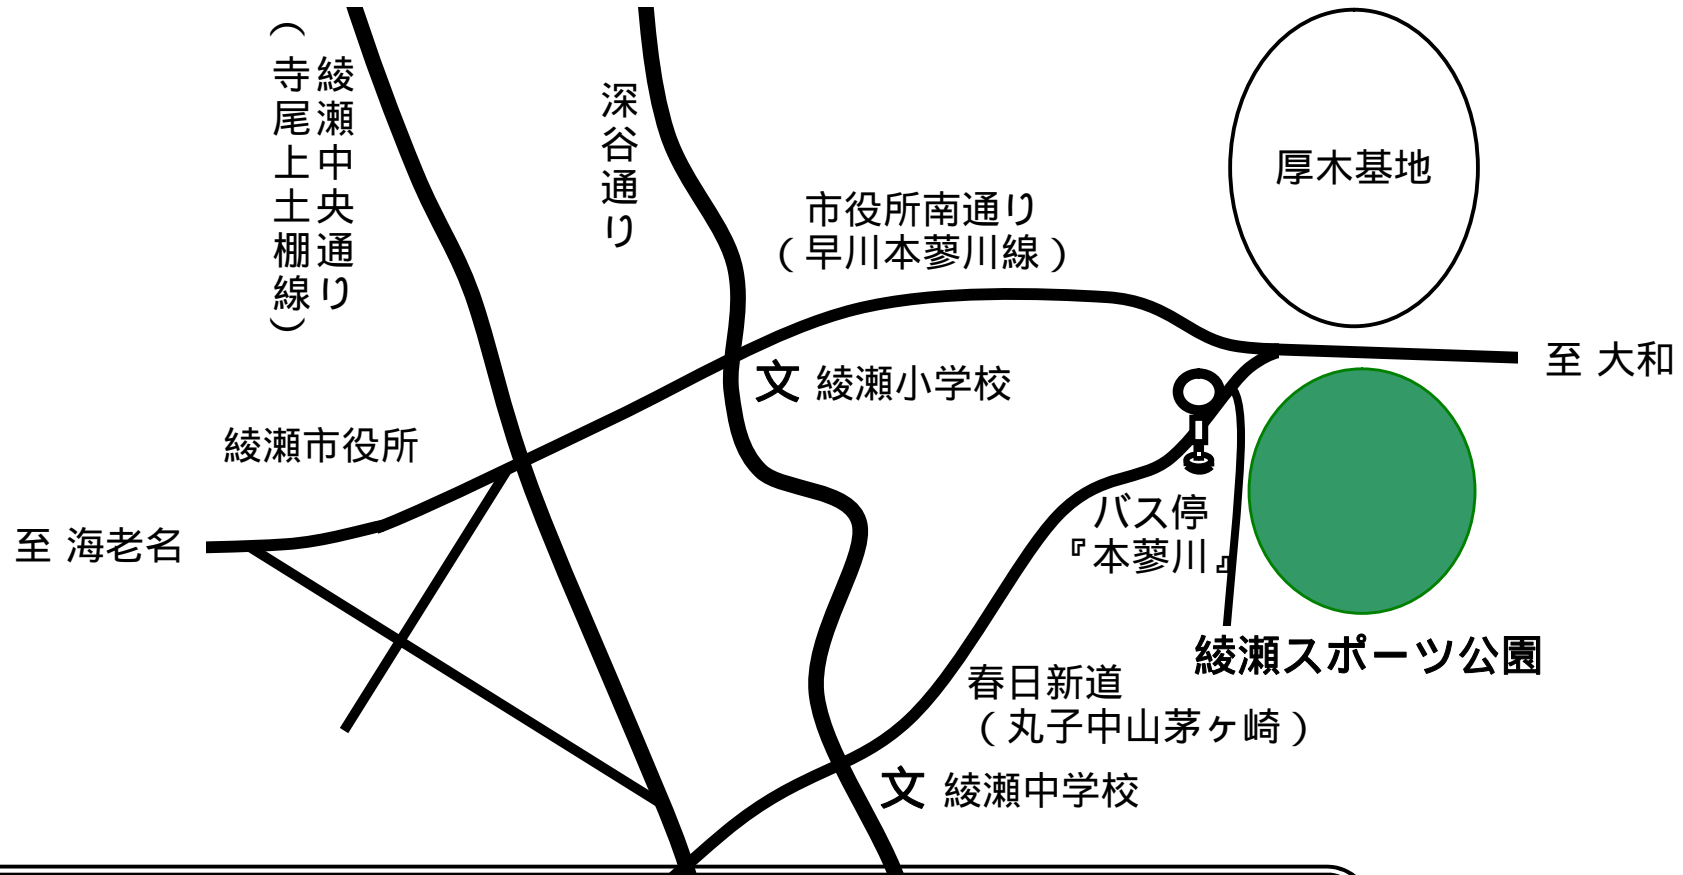 綾瀬中央通り
（寺尾上土棚線）
深谷通り
厚木基地
市役所南通り
（早川本蓼川線）
至 大和
文 綾瀬小学校
綾瀬市役所
至 海老名
バス停
『本蓼川』
綾瀬スポーツ公園
春日新道
（丸子中山茅ヶ崎）
文 綾瀬中学校